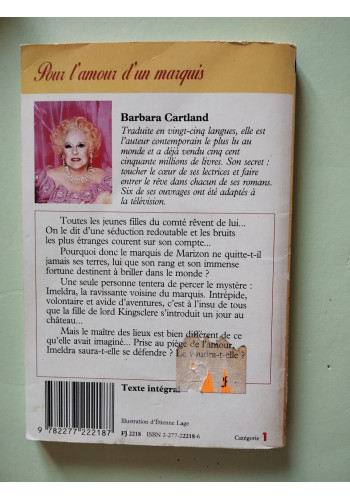 Pour l'amour d'un marquis
Barbara Cartland
Traduite en vingt-cinq langues, elle est
l'auteur contemporain le plus lu au
monde et a déjà vendu cinq cent
cinquante millions de livres. Son secret :
toucher le cœur de ses lectrices et faire
entrer le rêve dans chacun de ses romans.
Six de ses ouvrages ont été adaptés à
la télévision.
Toutes les jeunes filles du comté rêvent de lui...
On le dit d'une séduction redoutable et les bruits
les plus étranges courent sur son compte...
Pourquoi donc le marquis de Marizon ne quitte-t-il
jamais ses terres, lui que son rang et son immense
fortune destinent à briller dans le monde ?
Une seule personne tentera de percer le mystère :
Imeldra, la ravissante voisine du marquis. Intrépide,
volontaire et avide d'aventures, c'est à l'insu de tous
que la fille de lord Kingsclere s'introduit un jour au
château...
Mais le maître des lieux est bien différent de ce
qu'elle avait imaginé... Prise au piège de l'amour,
Imeldra saura-t-elle se défendre ? Le voudra-t-elle ?
Texte intégral
9 782277 222187
Illustration d'Étienne Lage
FJ 2218 ISBN 2-277-22218-6
Catégorie 1